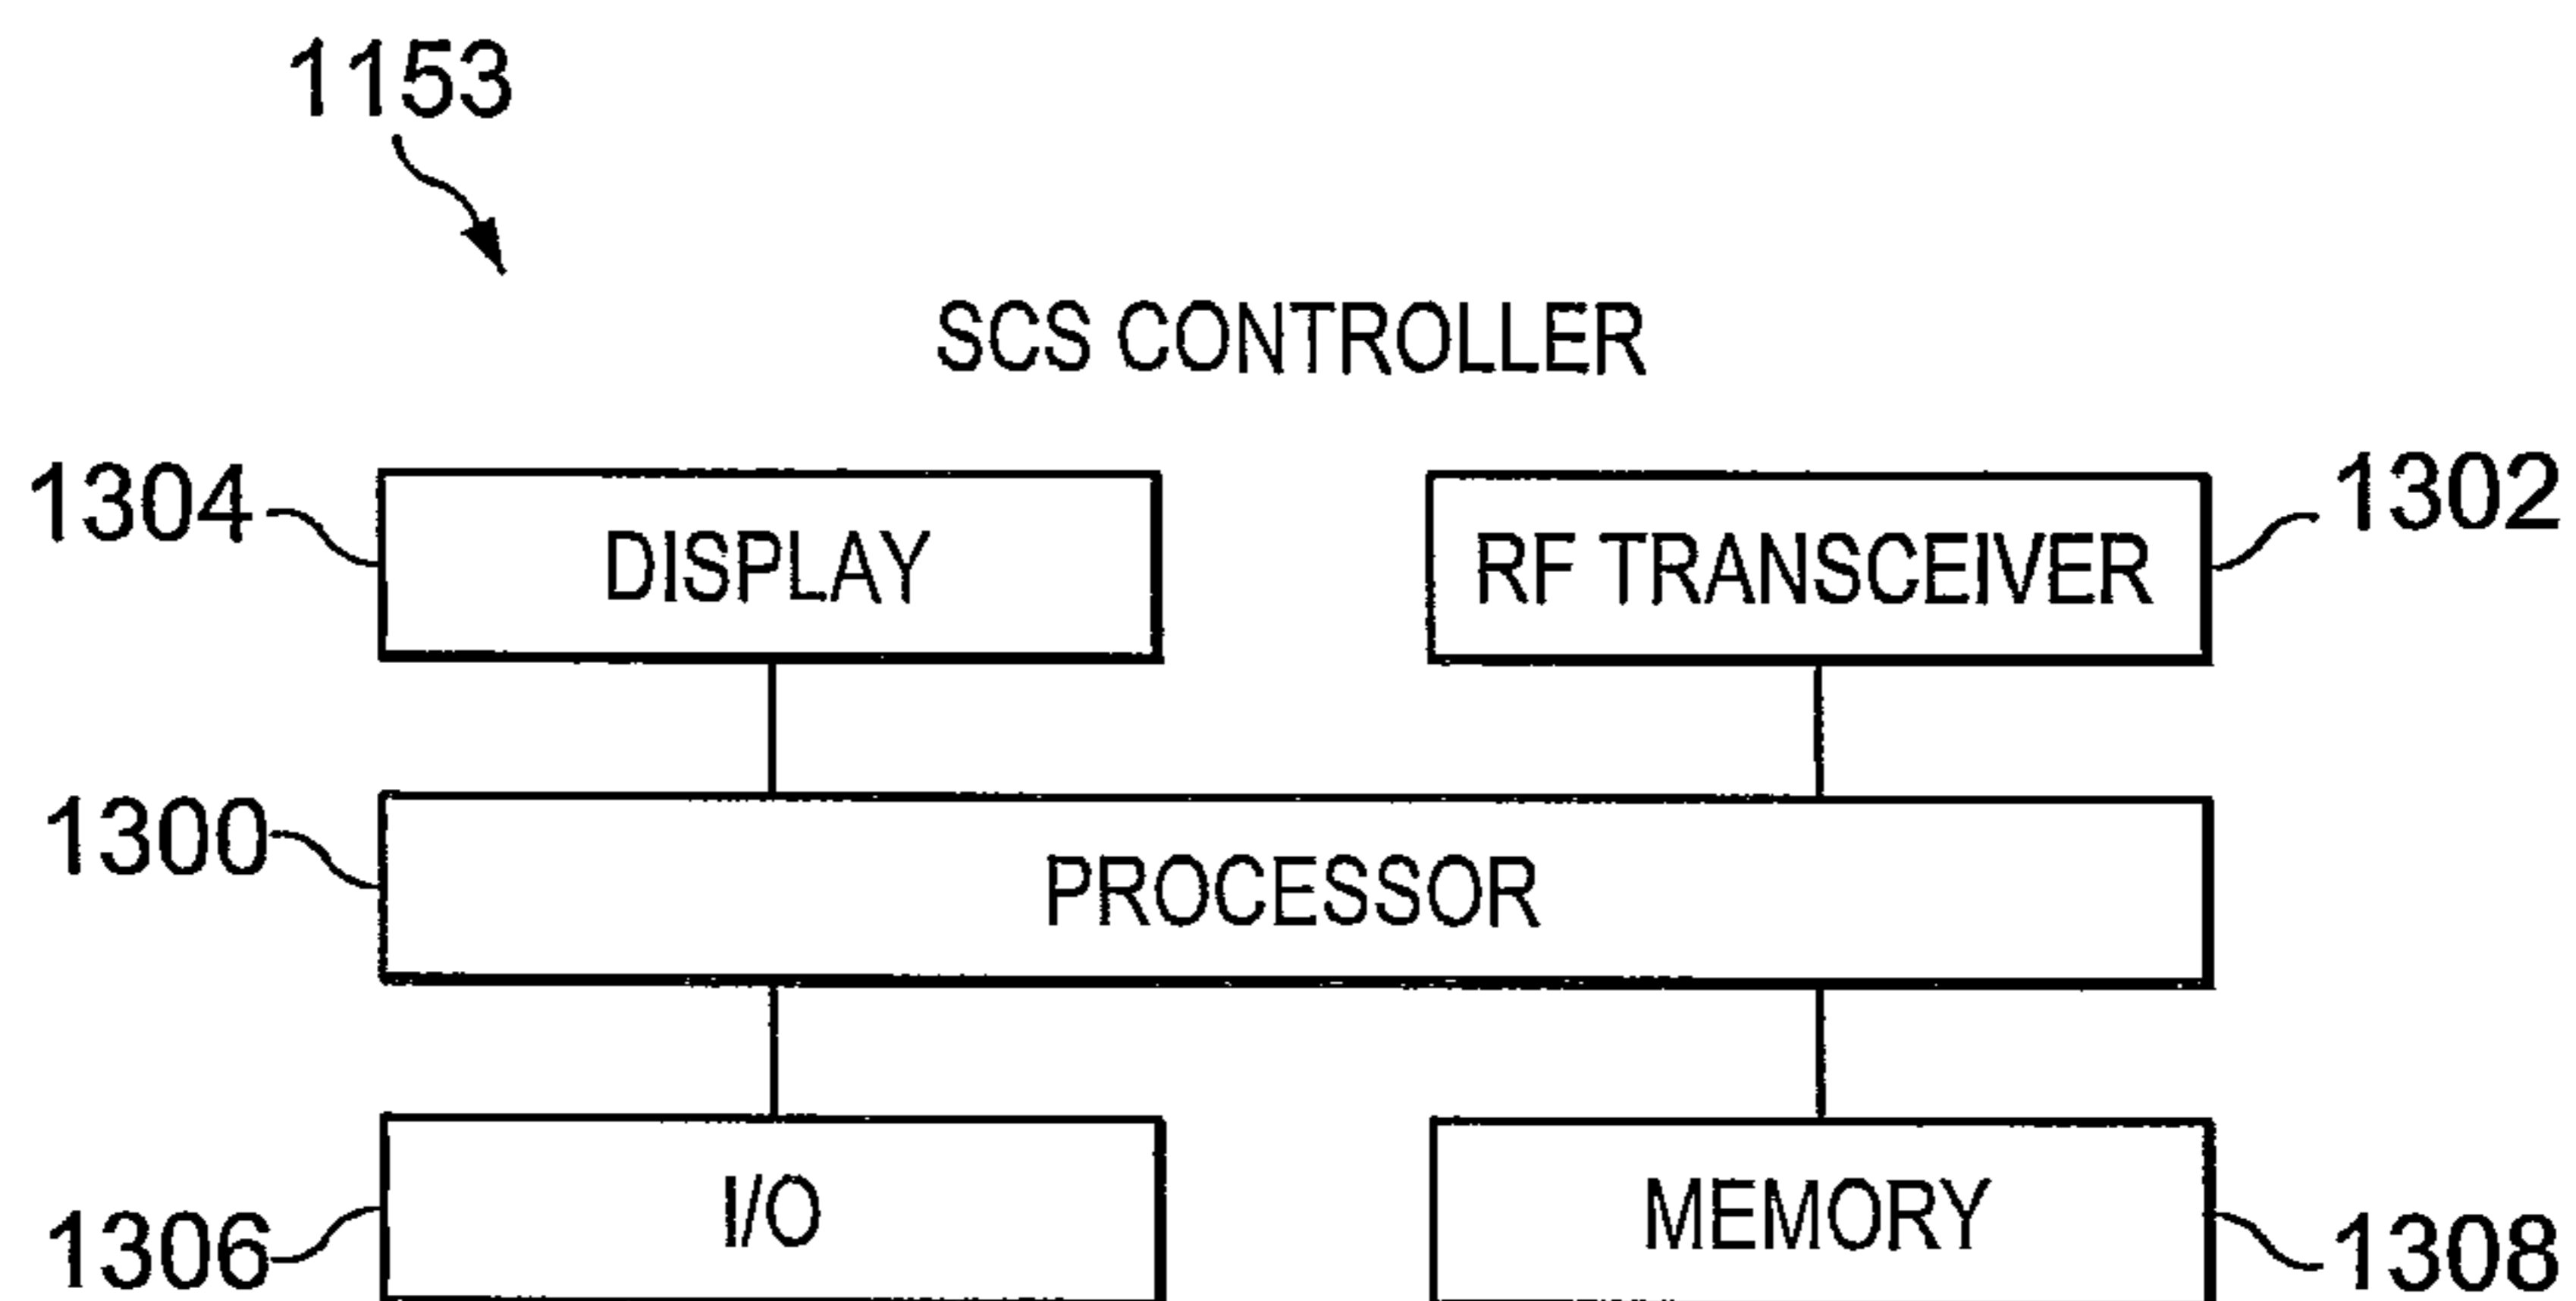 1153
SCS CONTROLLER
1304 DISPLAY RF TRANSCEIVER 1302
1300 PROCESSOR
1306 I/O MEMORY 1308